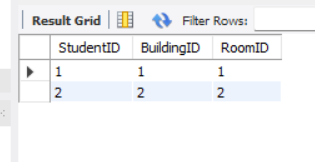 Result Grid Filter Rows:
StudentID BuildingID RoomID
1 1 1
2 2 2